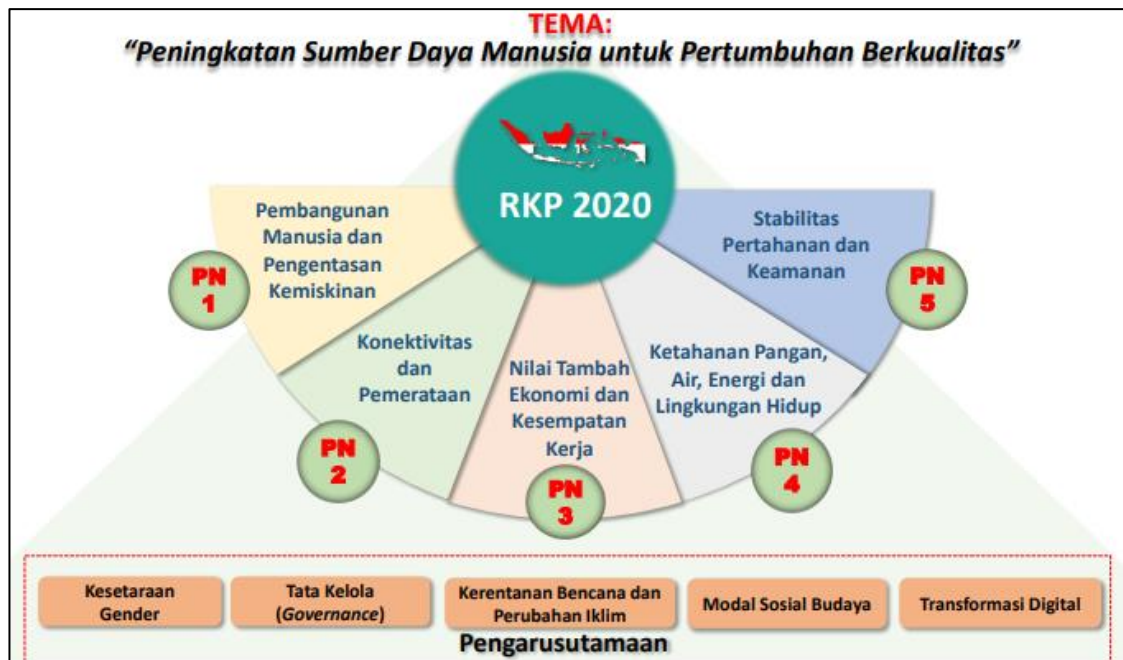 TEMA:
“Peningkatan Sumber Daya Manusia untuk Pertumbuhan Berkualitas”
RKP 2020
Pembangunan
Manusia dan
Pengentasan
Kemiskinan
PN
1
Konektivitas
dan
Pemerataan
PN
2
Nilai Tambah
Ekonomi dan
Kesempatan
Kerja
PN
3
Ketahanan Pangan,
Air, Energi dan
Lingkungan Hidup
PN
4
Stabilitas
Pertahanan dan
Keamanan
PN
5
Kesetaraan
Gender
Tata Kelola
(Governance)
Kerentanan Bencana dan
Perubahan Iklim
Modal Sosial Budaya
Transformasi Digital
Pengarusutamaan